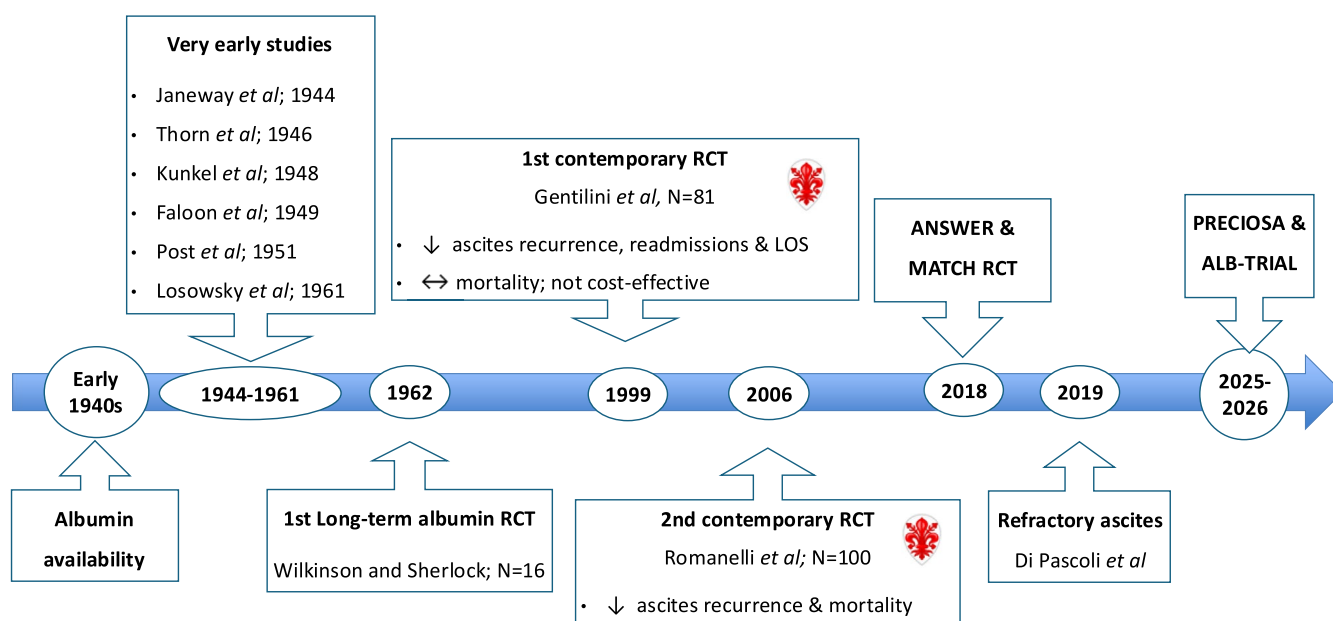 Very early studies
• Janeway et al; 1944
• Thorn et al; 1946
• Kunkel et al; 1948
• Faloon et al; 1949
• Post et al; 1951
• Losowsky et al; 1961
1st contemporary RCT
Gentilini et al, N=81
• ↓ ascites recurrence, readmissions & LOS
• ↔ mortality; not cost-effective
ANSWER &
MATCH RCT
PRECIOSA &
ALB-TRIAL
Early
1940s
1944-1961
1962
1999
2006
2018
2019
2025-
2026
Albumin
availability
1st Long-term albumin RCT
Wilkinson and Sherlock; N=16
2nd contemporary RCT
Romanelli et al; N=100
• ↓ ascites recurrence & mortality
Refractory ascites
Di Pascoli et al